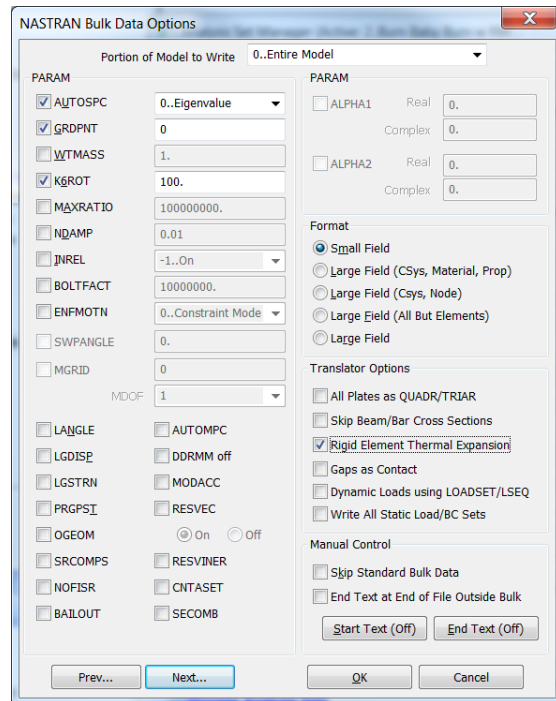 NASTRAN Bulk Data Options
Portion of Model to Write 0..Entire Model
PARAM
AUTOSPC 0..Eigenvalue
GRDPNT 0
WTMASS 1.
K6ROT 100.
MAXRATIO 100000000.
NDAMP 0.01
INREL -1..On
BOLTFACT 10000000.
ENFMOTN 0..Constraint Mode
SWPANGLE 0.
MGRID 0
MDOF 1
LANGLE AUTOMPC
LGDISP DDRMM off
LGSTRN MODACC
PRGPST RESVEC
OGEOM On Off
SRCOMPS RESVINER
NOFISR CNTASET
BAILOUT SECOMB
Prev... Next...
PARAM
ALPHA1 Real 0.
Complex 0.
ALPHA2 Real 0.
Complex 0.
Format
Small Field
Large Field (CSys, Material, Prop)
Large Field (Csys, Node)
Large Field (All But Elements)
Large Field
Translator Options
All Plates as QUADR/TRIAR
Skip Beam/Bar Cross Sections
Rigid Element Thermal Expansion
Gaps as Contact
Dynamic Loads using LOADSET/LSEQ
Write All Static Load/BC Sets
Manual Control
Skip Standard Bulk Data
End Text at End of File Outside Bulk
Start Text (Off) End Text (Off)
OK Cancel